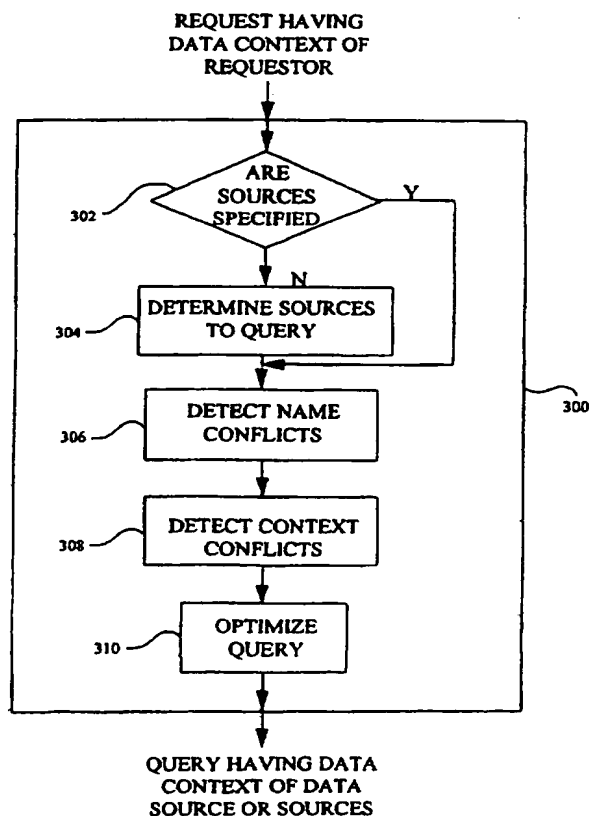 REQUEST HAVING
DATA CONTEXT OF
REQUESTOR
ARE
SOURCES
SPECIFIED
Y
302
N
DETERMINE SOURCES
TO QUERY
304
300
DETECT NAME
CONFLICTS
306
DETECT CONTEXT
CONFLICTS
308
OPTIMIZE
QUERY
310
QUERY HAVING DATA
CONTEXT OF DATA
SOURCE OR SOURCES